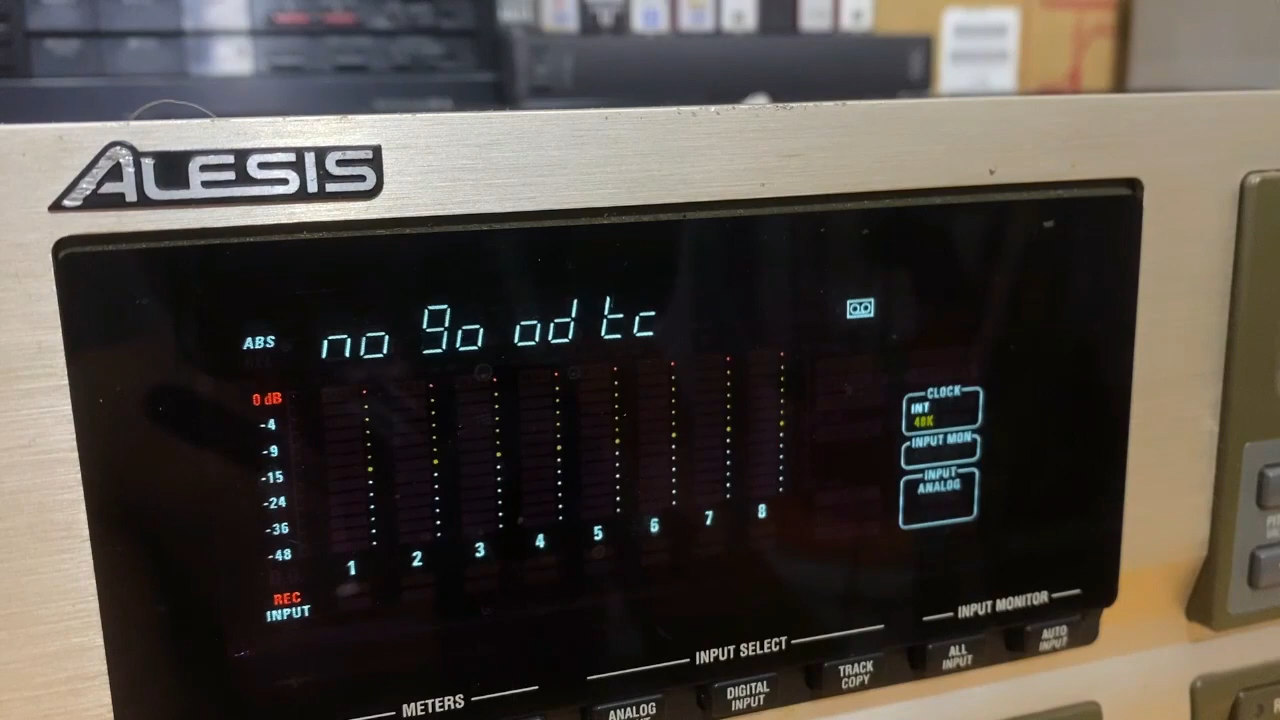 ALESIS
ABS no go od tc
0 dB
-4
-9
-15
-24
-36
-48
REC
INPUT
1 2 3 4 5 6 7 8
CLOCK
INT
48K
INPUT MON
INPUT
ANALOG
INPUT MONITOR
ALL
INPUT
AUTO
INPUT
INPUT SELECT
ANALOG
DIGITAL
INPUT
TRACK
COPY
METERS